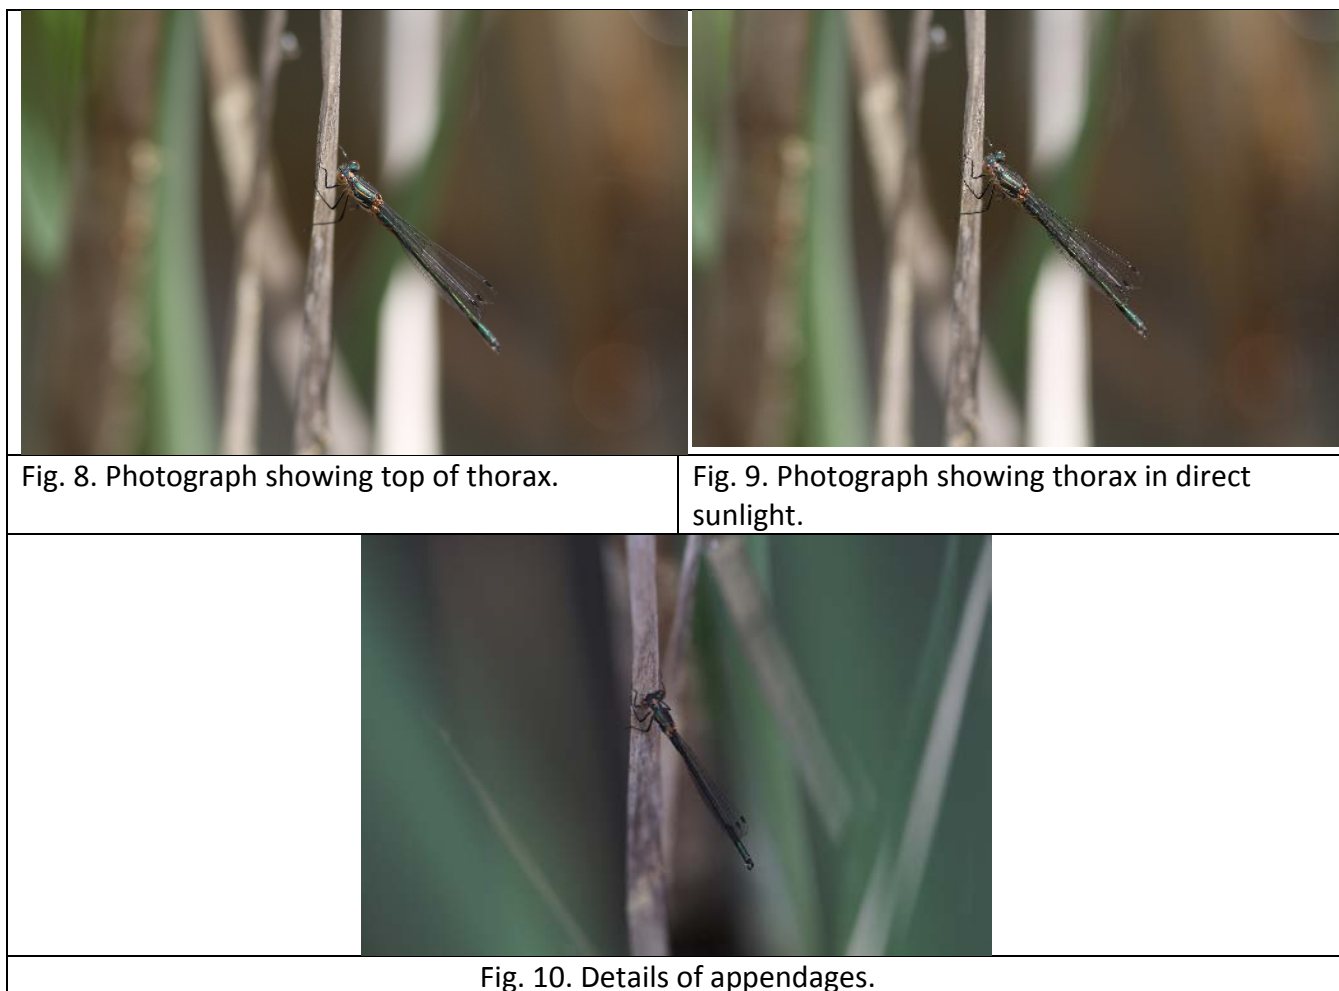 Fig. 8. Photograph showing top of thorax.
Fig. 9. Photograph showing thorax in direct
sunlight.
Fig. 10. Details of appendages.